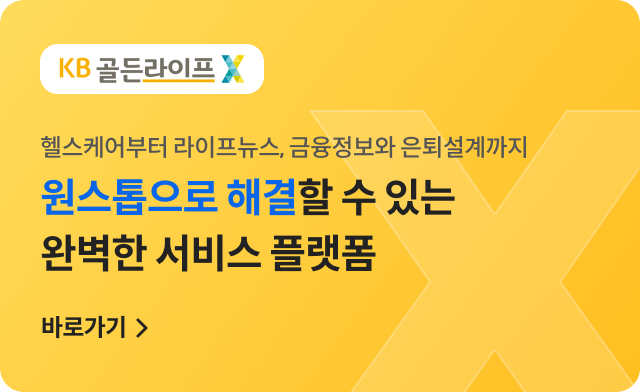 KB 골든라이프 X
헬스케어부터 라이프뉴스, 금융정보와 은퇴설계까지
원스톱으로 해결할 수 있는
완벽한 서비스 플랫폼
바로가기 >